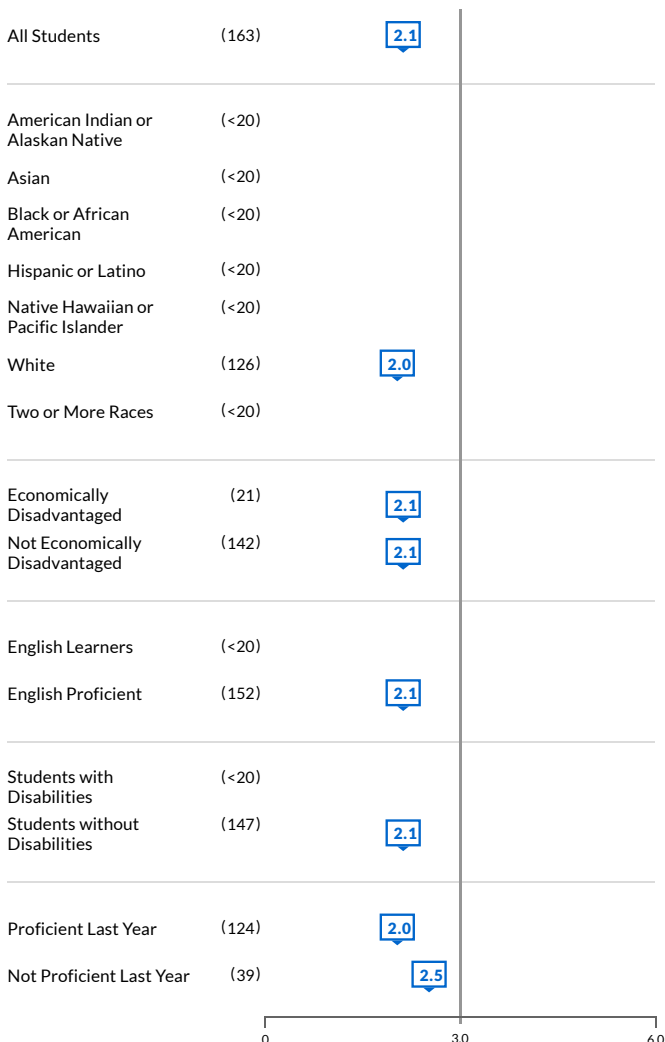 All Students (163) 2.1
American Indian or (<20)
Alaskan Native
Asian (<20)
Black or African (<20)
American
Hispanic or Latino (<20)
Native Hawaiian or (<20)
Pacific Islander
White (126) 2.0
Two or More Races (<20)
Economically (21) 2.1
Disadvantaged
Not Economically (142) 2.1
Disadvantaged
English Learners (<20)
English Proficient (152) 2.1
Students with (<20)
Disabilities
Students without (147) 2.1
Disabilities
Proficient Last Year (124) 2.0
Not Proficient Last Year (39) 2.5
0 3.0 6.0